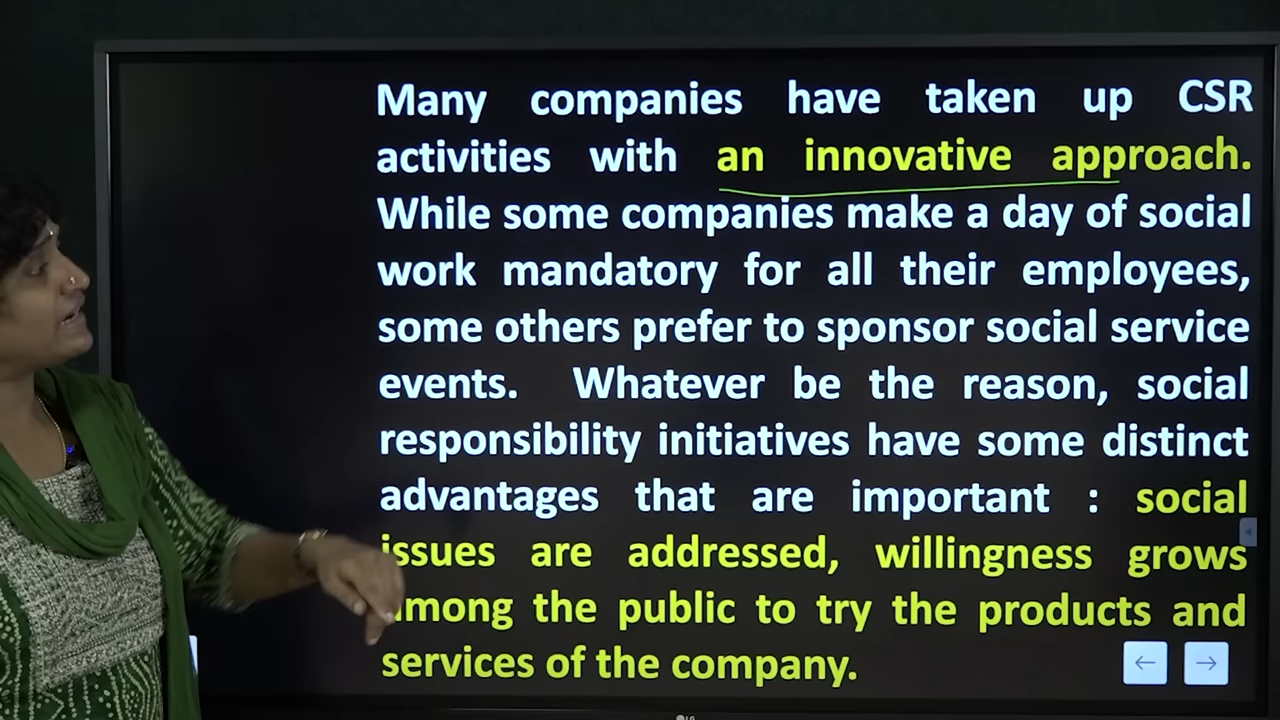 Many companies have taken up CSR
activities with an innovative approach.
While some companies make a day of social
work mandatory for all their employees,
some others prefer to sponsor social service
events. Whatever be the reason, social
responsibility initiatives have some distinct
advantages that are important : social
issues are addressed, willingness grows
among the public to try the products and
services of the company.
LG